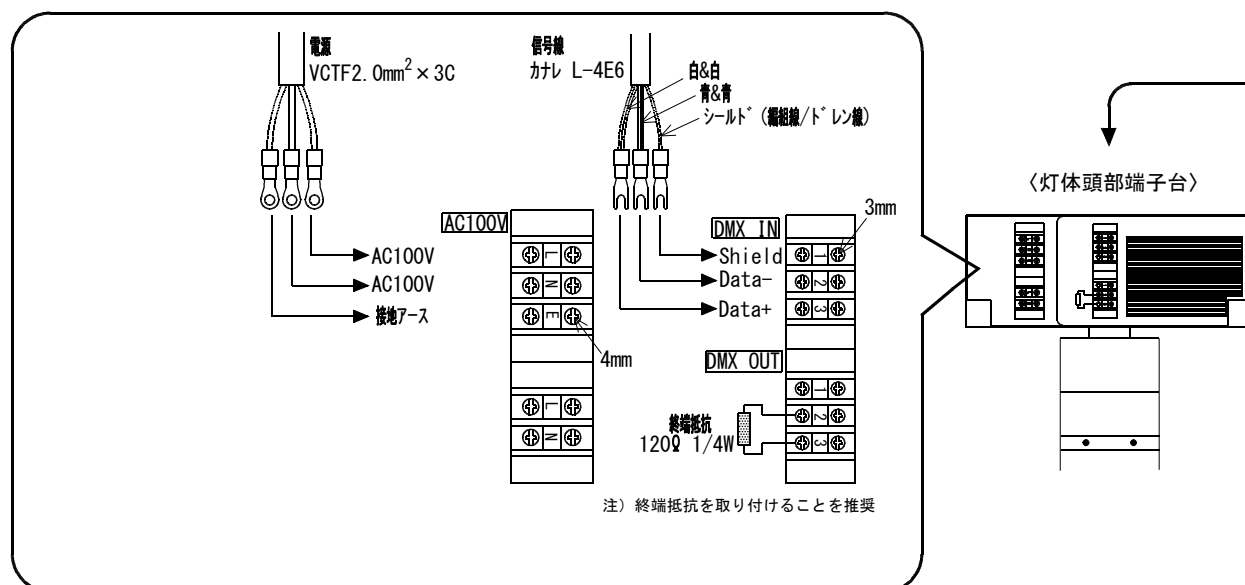 電源
VCTF2.0mm²×3C
信号線
カナレ L-4E6
白&白
青&青
シールド(編組線/ドレン線)
〈灯体頭部端子台〉
AC100V
AC100V
接地アース
AC100V
L
N
E
4mm
L
N
DMX IN
3mm
Shield
Data-
Data+
1
2
3
DMX OUT
1
2
3
終端抵抗
120Ω 1/4W
注) 終端抵抗を取り付けることを推奨